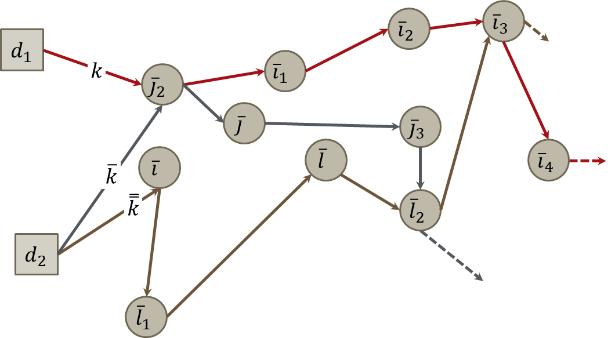 d₁
k
j̄₂
ī₁
ī₂
ī₃
j̄
j̄₃
k̄
ī
l̄
ī₄
k̿
l̄₂
d₂
l̄₁